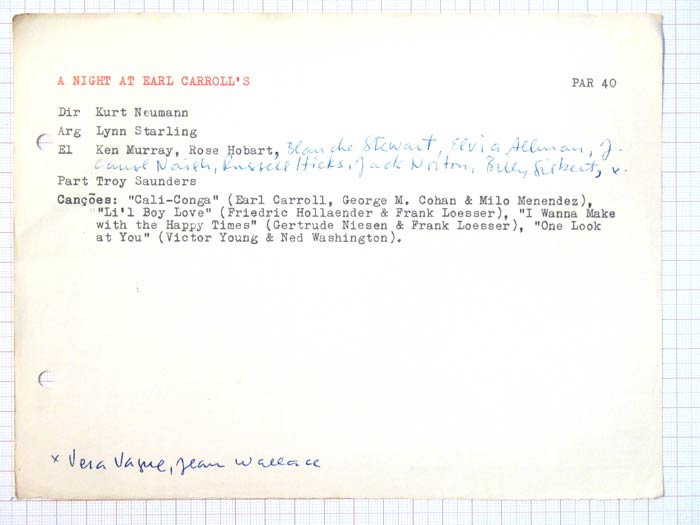 A NIGHT AT EARL CARROLL'S PAR 40
Dir Kurt Neumann
Arg Lynn Starling
El Ken Murray, Rose Hobart, Blanche Stewart, Elvia Allman, J.
Carrol Naish, Russell Hicks, Jack Norton, Billy Gilbert, x.
Part Troy Saunders
Canções: "Cali-Conga" (Earl Carroll, George M. Cohan & Milo Menendez),
"Li'l Boy Love" (Friedric Hollaender & Frank Loesser), "I Wanna Make
with the Happy Times" (Gertrude Niesen & Frank Loesser), "One Look
at You" (Victor Young & Ned Washington).
x Vera Vague, Jean Wallace